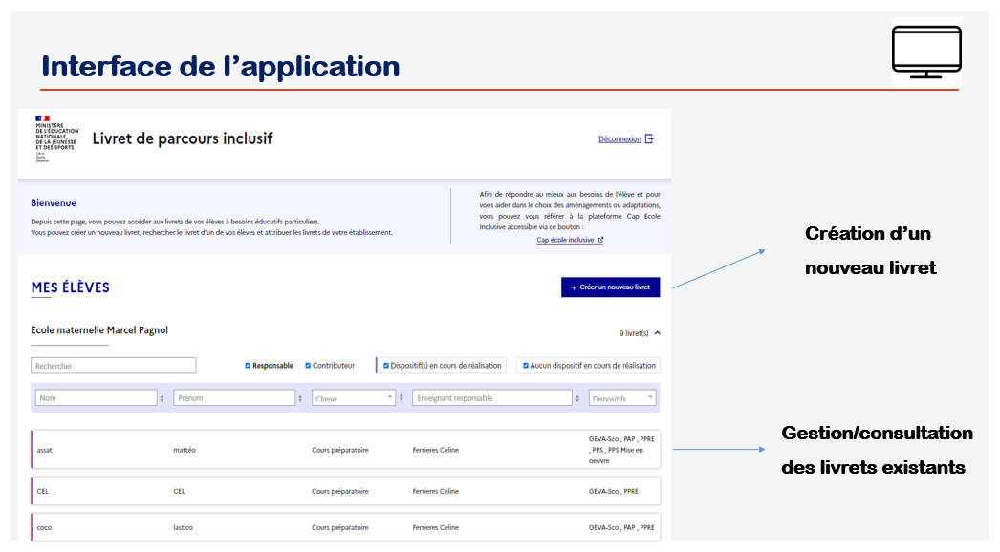 Interface de l'application
MINISTÈRE
DE L'ÉDUCATION
NATIONALE,
DE LA JEUNESSE
ET DES SPORTS
Livret de parcours inclusif
Déconnexion
Bienvenue
Depuis cette page, vous pouvez accéder aux livrets de vos élèves à besoins éducatifs particuliers.
Vous pouvez créer un nouveau livret, rechercher le livret d'un de vos élèves et attribuer les livrets de votre établissement.
Afin de répondre au mieux aux besoins de l'élève et pour
vous aider dans le choix des aménagements ou adaptations,
vous pouvez vous référer à la plateforme Cap Ecole
Inclusive accessible via ce bouton :
Cap école inclusive
Création d'un
nouveau livret
MES ÉLÈVES
+ Créer un nouveau livret
Ecole maternelle Marcel Pagnol
9 livret(s)
Rechercher
Responsable
Contributeur
Dispositif(s) en cours de réalisation
Aucun dispositif en cours de réalisation
Nom
Prénom
Classe
Enseignant responsable
Dispositifs
assat
mattéo
Cours préparatoire
Ferrieres Celine
GEVA-Sco , PAP , PPRE
, PPS , PPS Mise en
oeuvre
Gestion/consultation
des livrets existants
CEL
CEL
Cours préparatoire
Ferrieres Celine
GEVA-Sco , PPRE
coco
lastico
Cours préparatoire
Ferrieres Celine
GEVA-Sco , PAP , PPRE